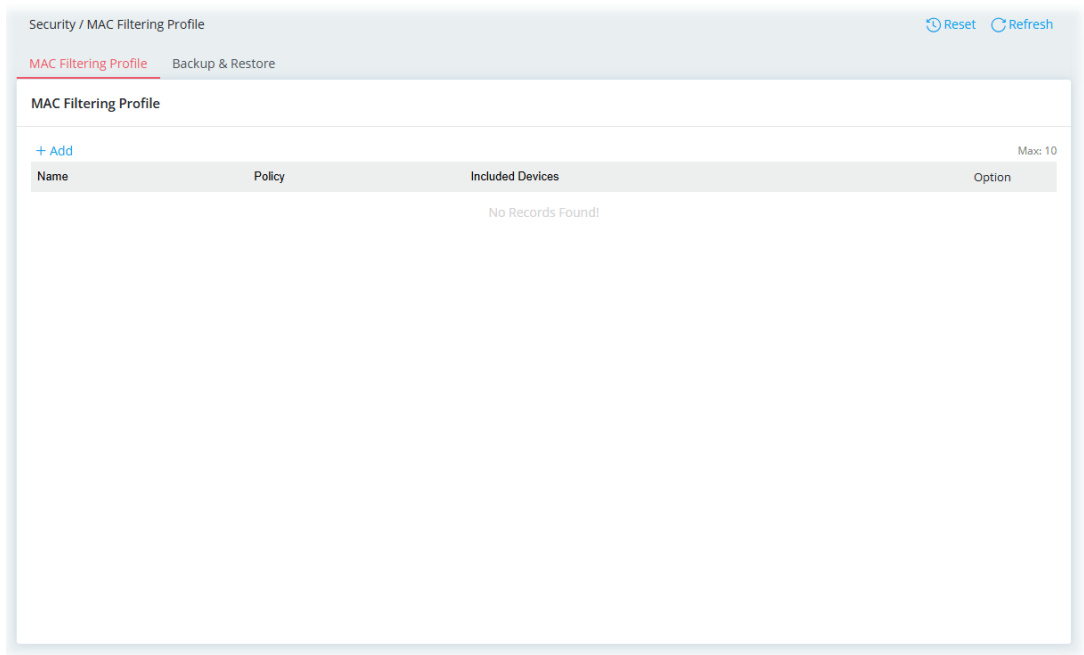 Security / MAC Filtering Profile Reset Refresh
MAC Filtering Profile Backup & Restore
MAC Filtering Profile
+ Add Max: 10
Name Policy Included Devices Option
No Records Found!